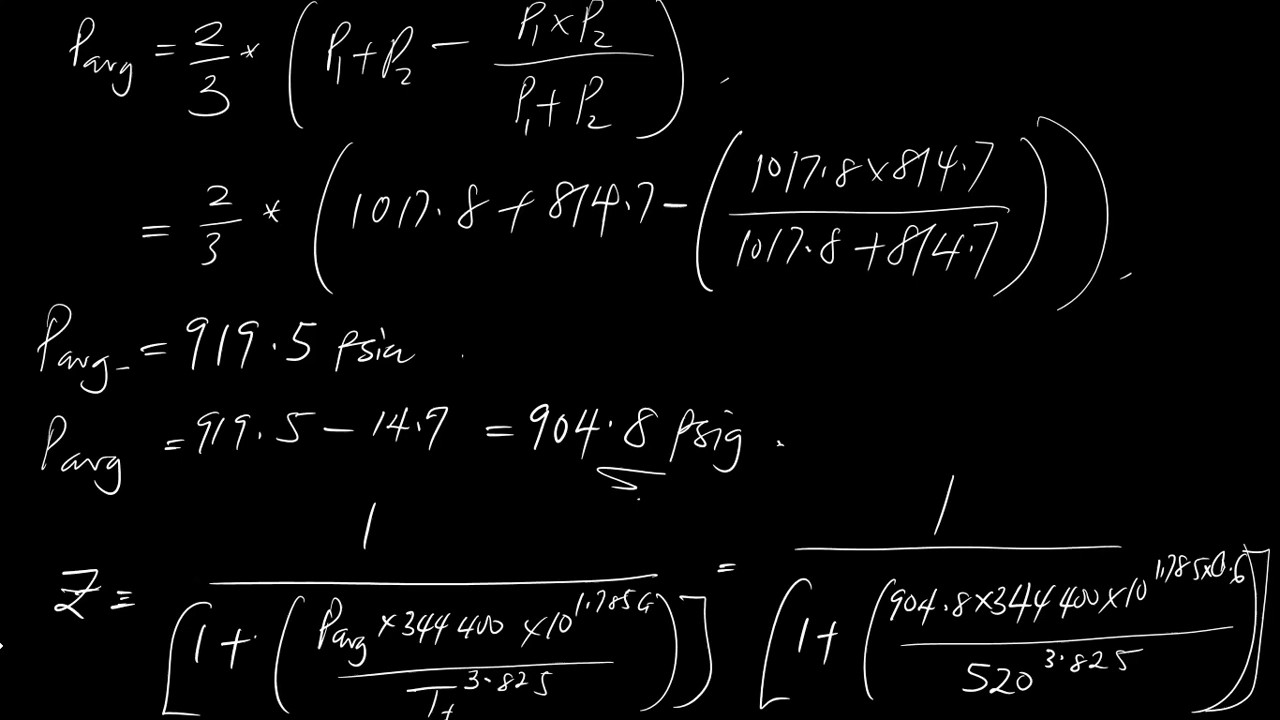 Pavg = 2/3 * (P₁+P₂ − (P₁×P₂)/(P₁+P₂)).
= 2/3 * (1017.8+814.7−((1017.8×814.7)/(1017.8+814.7))).
Pavg = 919.5 psia.
Pavg = 919.5 − 14.7 = 904.8 psig.
Z = 1/[1+((Pavg×344400×10^1.785G)/(Tf^3.825))] = 1/[1+((904.8×344400×10^1.785×0.6)/(520^3.825))]